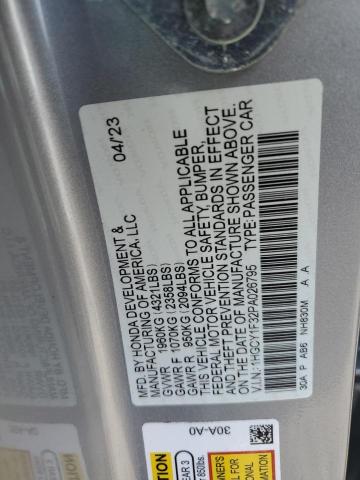 04/23
MFD. BY HONDA DEVELOPMENT &
MANUFACTURING OF AMERICA, LLC
GVWR 1960KG (4321LBS)
GAWR F 1070KG (2358LBS)
GAWR R 950KG (2094LBS)
THIS VEHICLE CONFORMS TO ALL APPLICABLE
FEDERAL MOTOR VEHICLE SAFETY, BUMPER,
AND THEFT PREVENTION STANDARDS IN EFFECT
ON THE DATE OF MANUFACTURE SHOWN ABOVE.
V.I.N.: 1HGCY1F32PA026795 TYPE: PASSENGER CAR
30A P AB6 NH830M A A
30A-A0